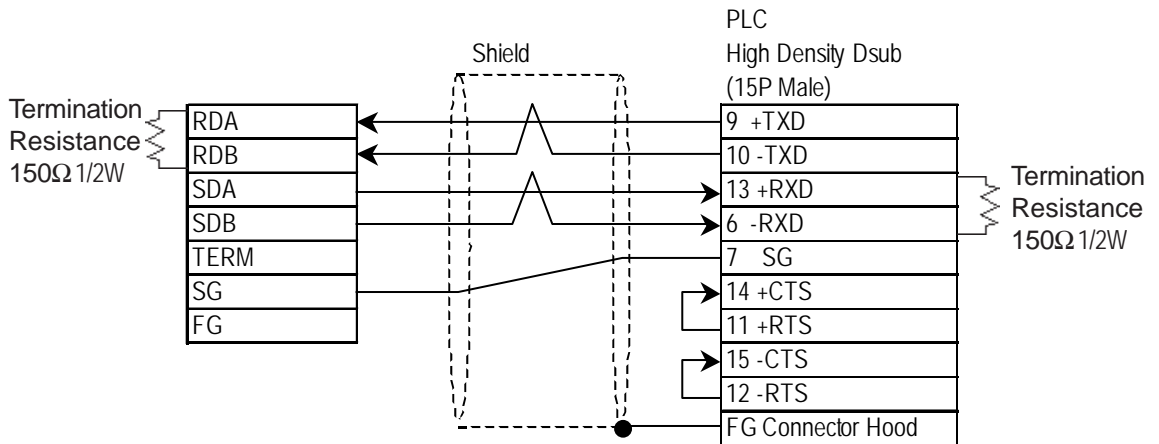 PLC
High Density Dsub
(15P Male)
Shield
Termination
Resistance
150Ω 1/2W
RDA
RDB
SDA
SDB
TERM
SG
FG
9 +TXD
10 -TXD
13 +RXD
6 -RXD
7 SG
14 +CTS
11 +RTS
15 -CTS
12 -RTS
FG Connector Hood
Termination
Resistance
150Ω 1/2W